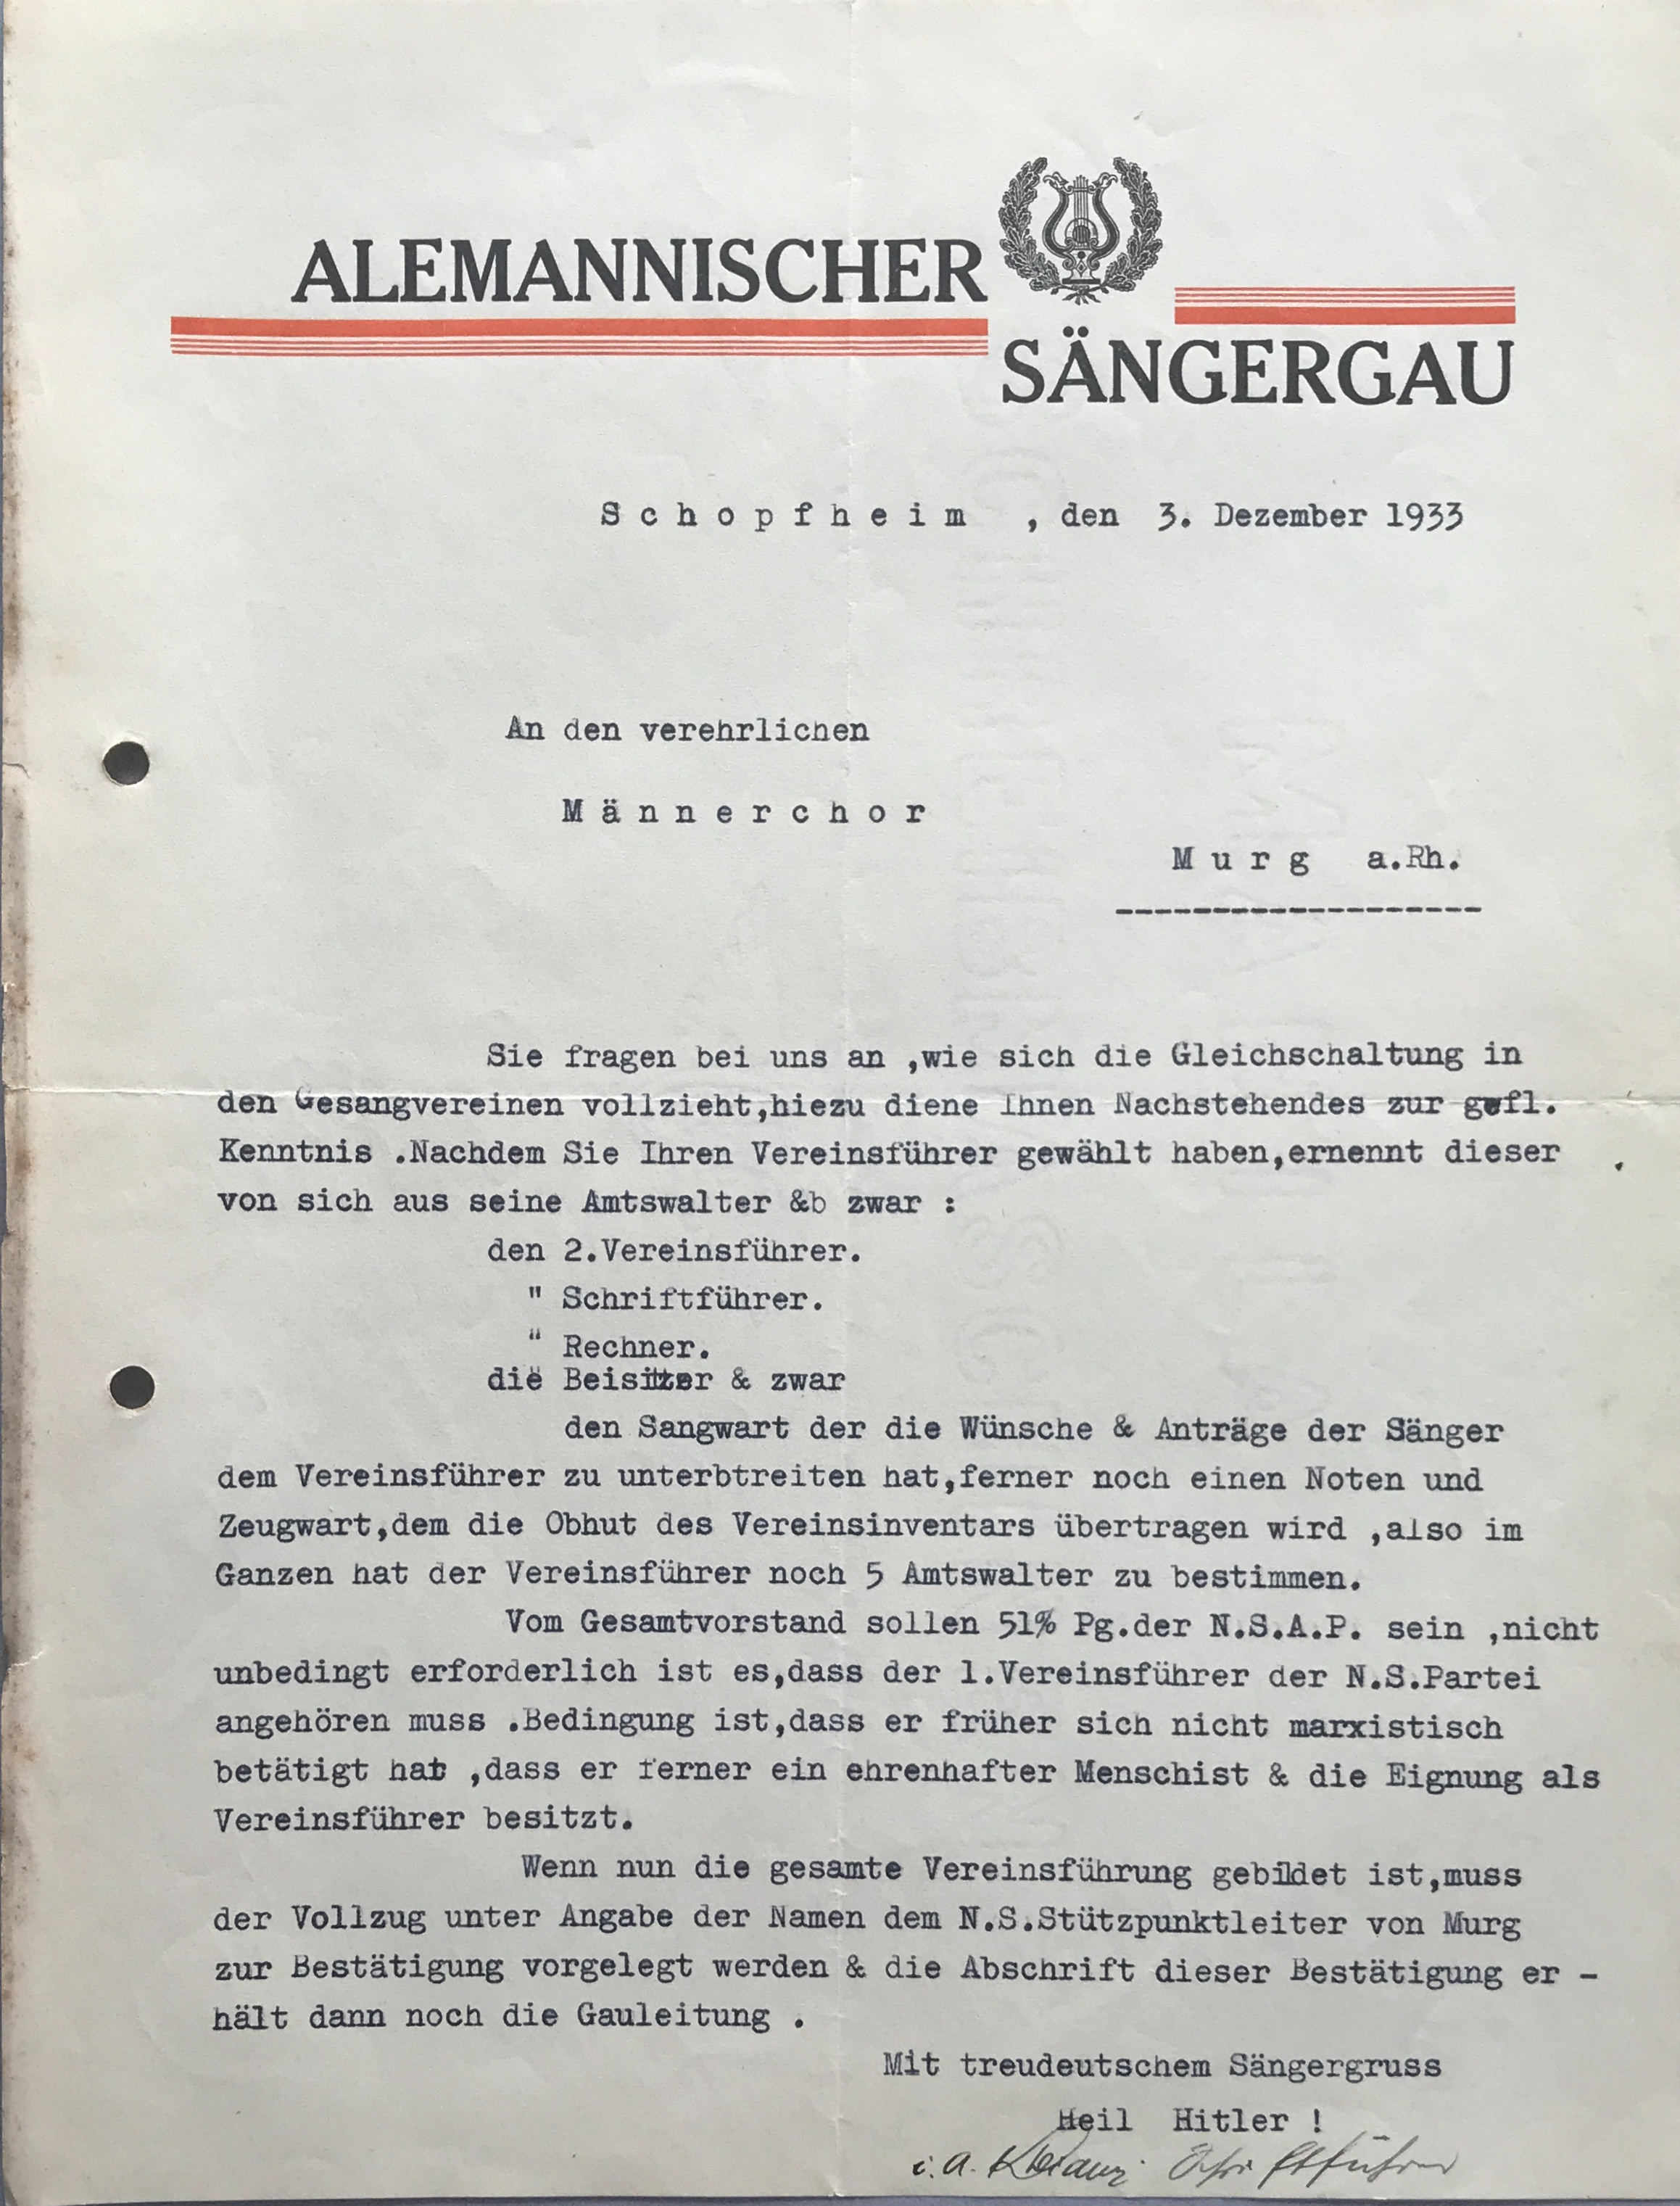 ALEMANNISCHER
SÄNGERGAU
Schopfheim , den 3. Dezember 1933
An den verehrlichen
Männerchor
Murg a.Rh.
-------------------
Sie fragen bei uns an ,wie sich die Gleichschaltung in
den Gesangvereinen vollzieht,hiezu diene Ihnen Nachstehendes zur gefl.
Kenntnis .Nachdem Sie Ihren Vereinsführer gewählt haben,ernennt dieser
von sich aus seine Amtswalter &b zwar :
den 2.Vereinsführer.
" Schriftführer.
" Rechner.
die Beisitzer & zwar
den Sangwart der die Wünsche & Anträge der Sänger
dem Vereinsführer zu unterbtreiten hat,ferner noch einen Noten und
Zeugwart,dem die Obhut des Vereinsinventars übertragen wird ,also im
Ganzen hat der Vereinsführer noch 5 Amtswalter zu bestimmen.
Vom Gesamtvorstand sollen 51% Pg.der N.S.A.P. sein ,nicht
unbedingt erforderlich ist es,dass der 1.Vereinsführer der N.S.Partei
angehören muss .Bedingung ist,dass er früher sich nicht marxistisch
betätigt hat ,dass er ferner ein ehrenhafter Menschist & die Eignung als
Vereinsführer besitzt.
Wenn nun die gesamte Vereinsführung gebildet ist,muss
der Vollzug unter Angabe der Namen dem N.S.Stützpunktleiter von Murg
zur Bestätigung vorgelegt werden & die Abschrift dieser Bestätigung er -
hält dann noch die Gauleitung .
Mit treudeutschem Sängergruss
Heil Hitler !
i.A. Schriftführer